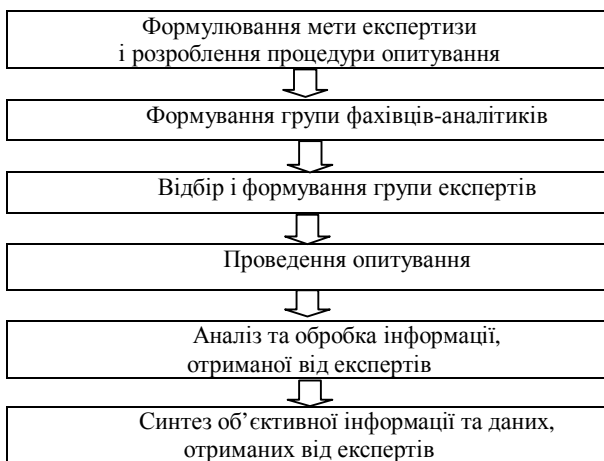 Формулювання мети експертизи
і розроблення процедури опитування
Формування групи фахівців-аналітиків
Відбір і формування групи експертів
Проведення опитування
Аналіз та обробка інформації,
отриманої від експертів
Синтез об’єктивної інформації та даних,
отриманих від експертів